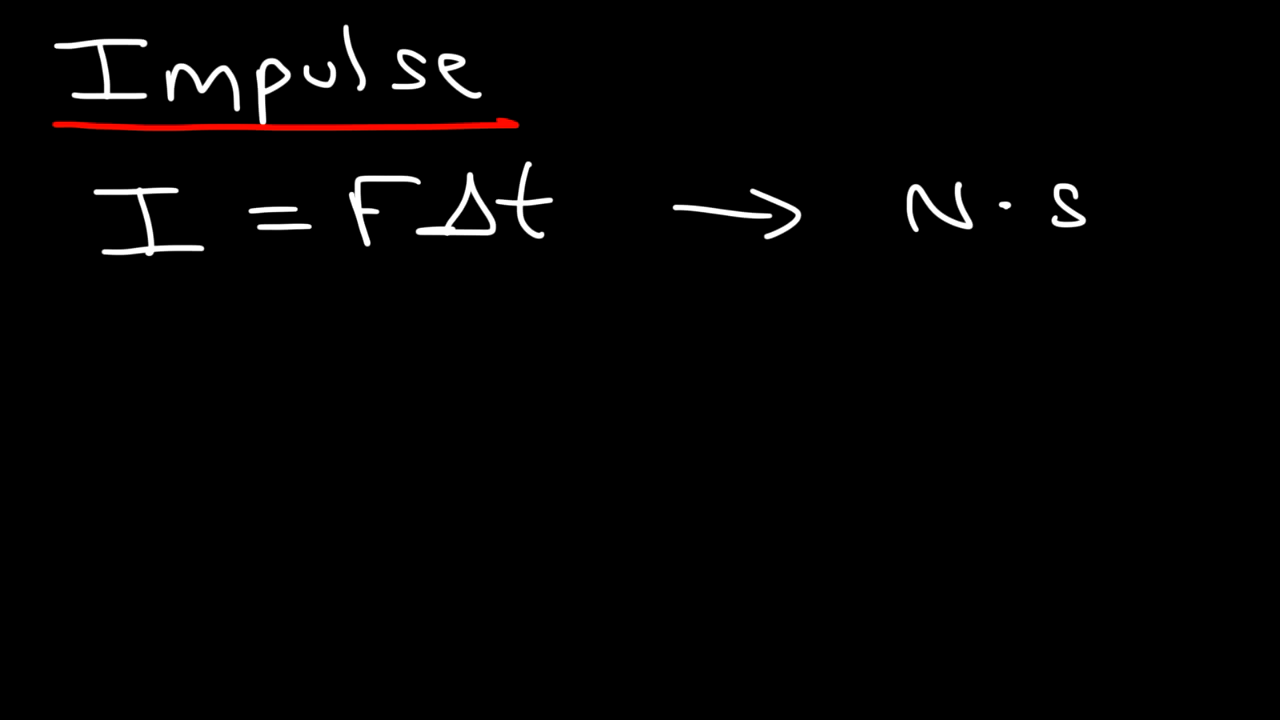 Impulse
I = FΔt → N · s